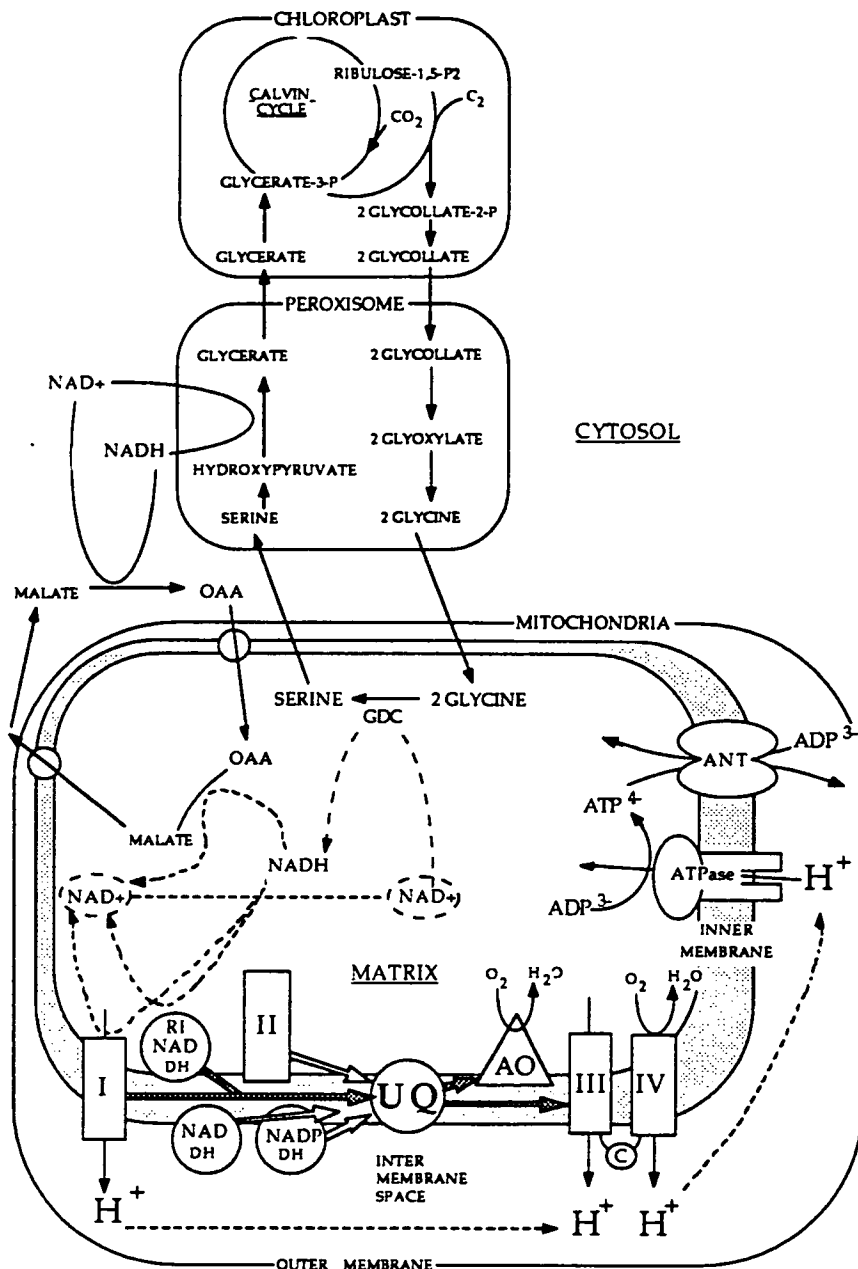 CHLOROPLAST
RIBULOSE-1,5-P2
CALVIN
CYCLE
C2
CO2
GLYCERATE-3-P
2 GLYCOLLATE-2-P
GLYCERATE
2 GLYCOLLATE
PEROXISOME
GLYCERATE
2 GLYCOLLATE
NAD+
2 GLYOXYLATE
CYTOSOL
NADH
HYDROXYPYRUVATE
SERINE
2 GLYCINE
MALATE
OAA
MITOCHONDRIA
SERINE
2 GLYCINE
GDC
OAA
ANT
ADP3-
MALATE
ATP4-
NADH
NAD+
NAD+
ATPase
H+
ADP3-
INNER
MEMBRANE
MATRIX
O2
H2O
O2
H2O
RI
NAD
DH
II
I
AO
III
IV
UQ
NAD
DH
NADP
DH
C
INTER
MEMBRANE
SPACE
H+
H+
H+
OUTER MEMBRANE